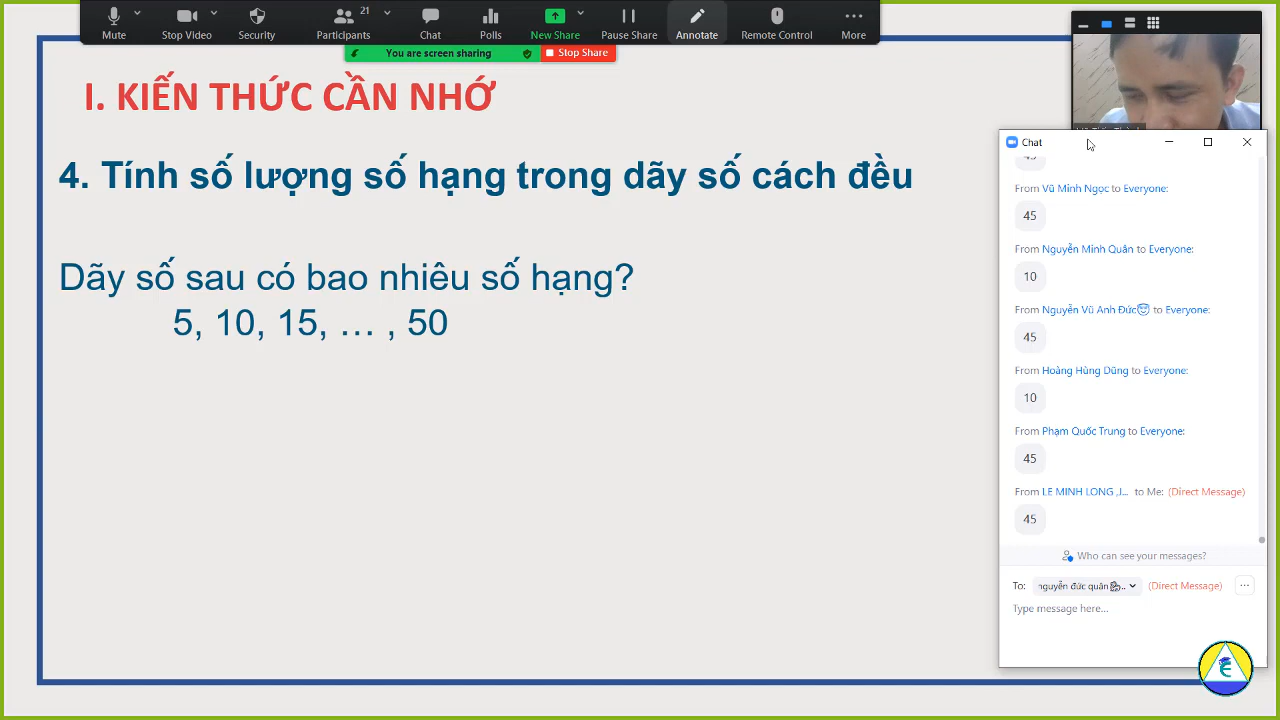 Mute
Stop Video
Security
21
Participants
Chat
Polls
New Share
Pause Share
Annotate
Remote Control
More
You are screen sharing
Stop Share
I. KIẾN THỨC CẦN NHỚ
4. Tính số lượng số hạng trong dãy số cách đều
Dãy số sau có bao nhiêu số hạng?
5, 10, 15, … , 50
Chat
From Vũ Minh Ngọc to Everyone:
45
From Nguyễn Minh Quân to Everyone:
10
From Nguyễn Vũ Anh Đức😇 to Everyone:
45
From Hoàng Hùng Dũng to Everyone:
10
From Phạm Quốc Trung to Everyone:
45
From LE MINH LONG ,J... to Me: (Direct Message)
45
Who can see your messages?
To: nguyễn đức quân ... (Direct Message)
Type message here...